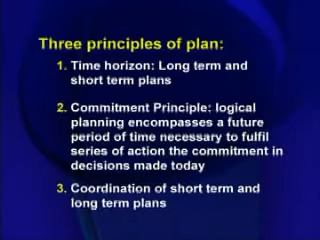 Three principles of plan:
1. Time horizon: Long term and
short term plans
2. Commitment Principle: logical
planning encompasses a future
period of time necessary to fulfil
series of action the commitment in
decisions made today
3. Coordination of short term and
long term plans